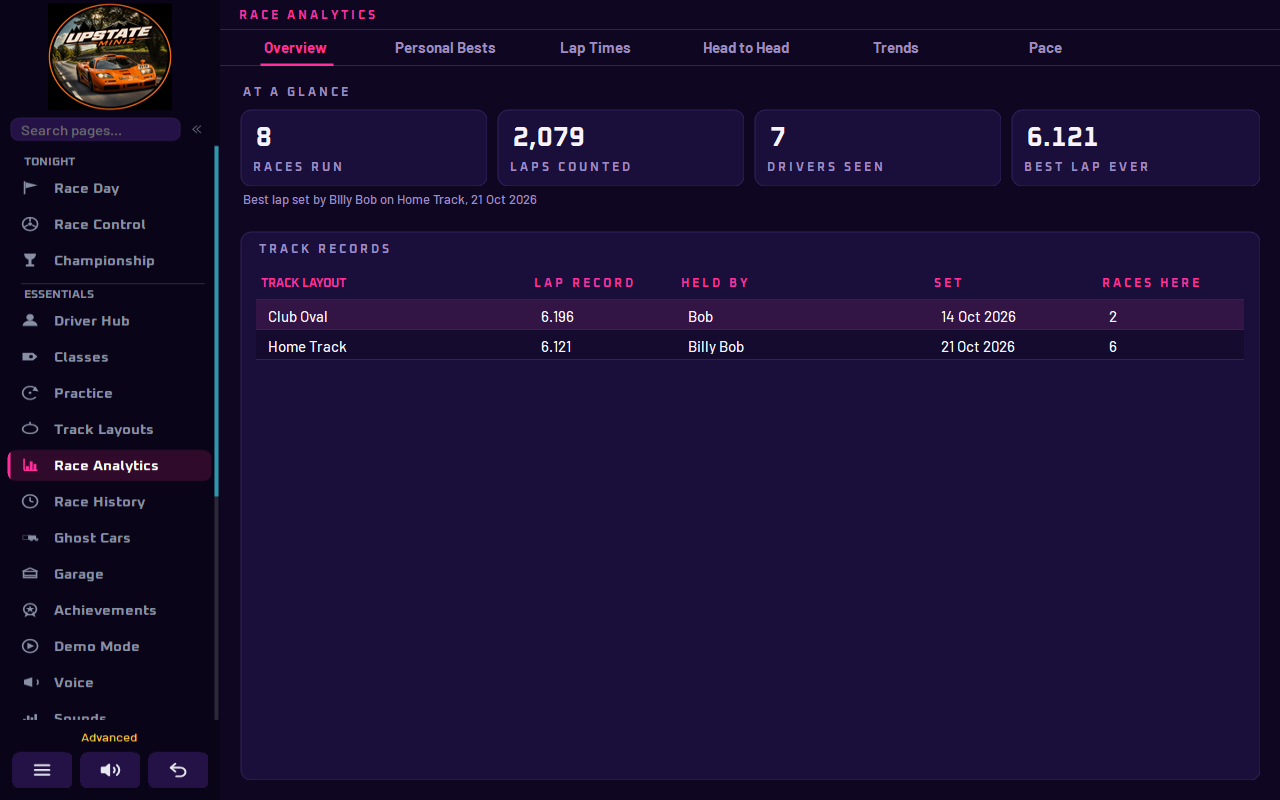 UPSTATE
MINIZ
Search pages...
«
TONIGHT
Race Day
Race Control
Championship
ESSENTIALS
Driver Hub
Classes
Practice
Track Layouts
Race Analytics
Race History
Ghost Cars
Garage
Achievements
Demo Mode
Voice
Sounds
Advanced
RACE ANALYTICS
Overview Personal Bests Lap Times Head to Head Trends Pace
AT A GLANCE
8 2,079 7 6.121
RACES RUN LAPS COUNTED DRIVERS SEEN BEST LAP EVER
Best lap set by BIlly Bob on Home Track, 21 Oct 2026
TRACK RECORDS
TRACK LAYOUT LAP RECORD HELD BY SET RACES HERE
Club Oval 6.196 Bob 14 Oct 2026 2
Home Track 6.121 Billy Bob 21 Oct 2026 6